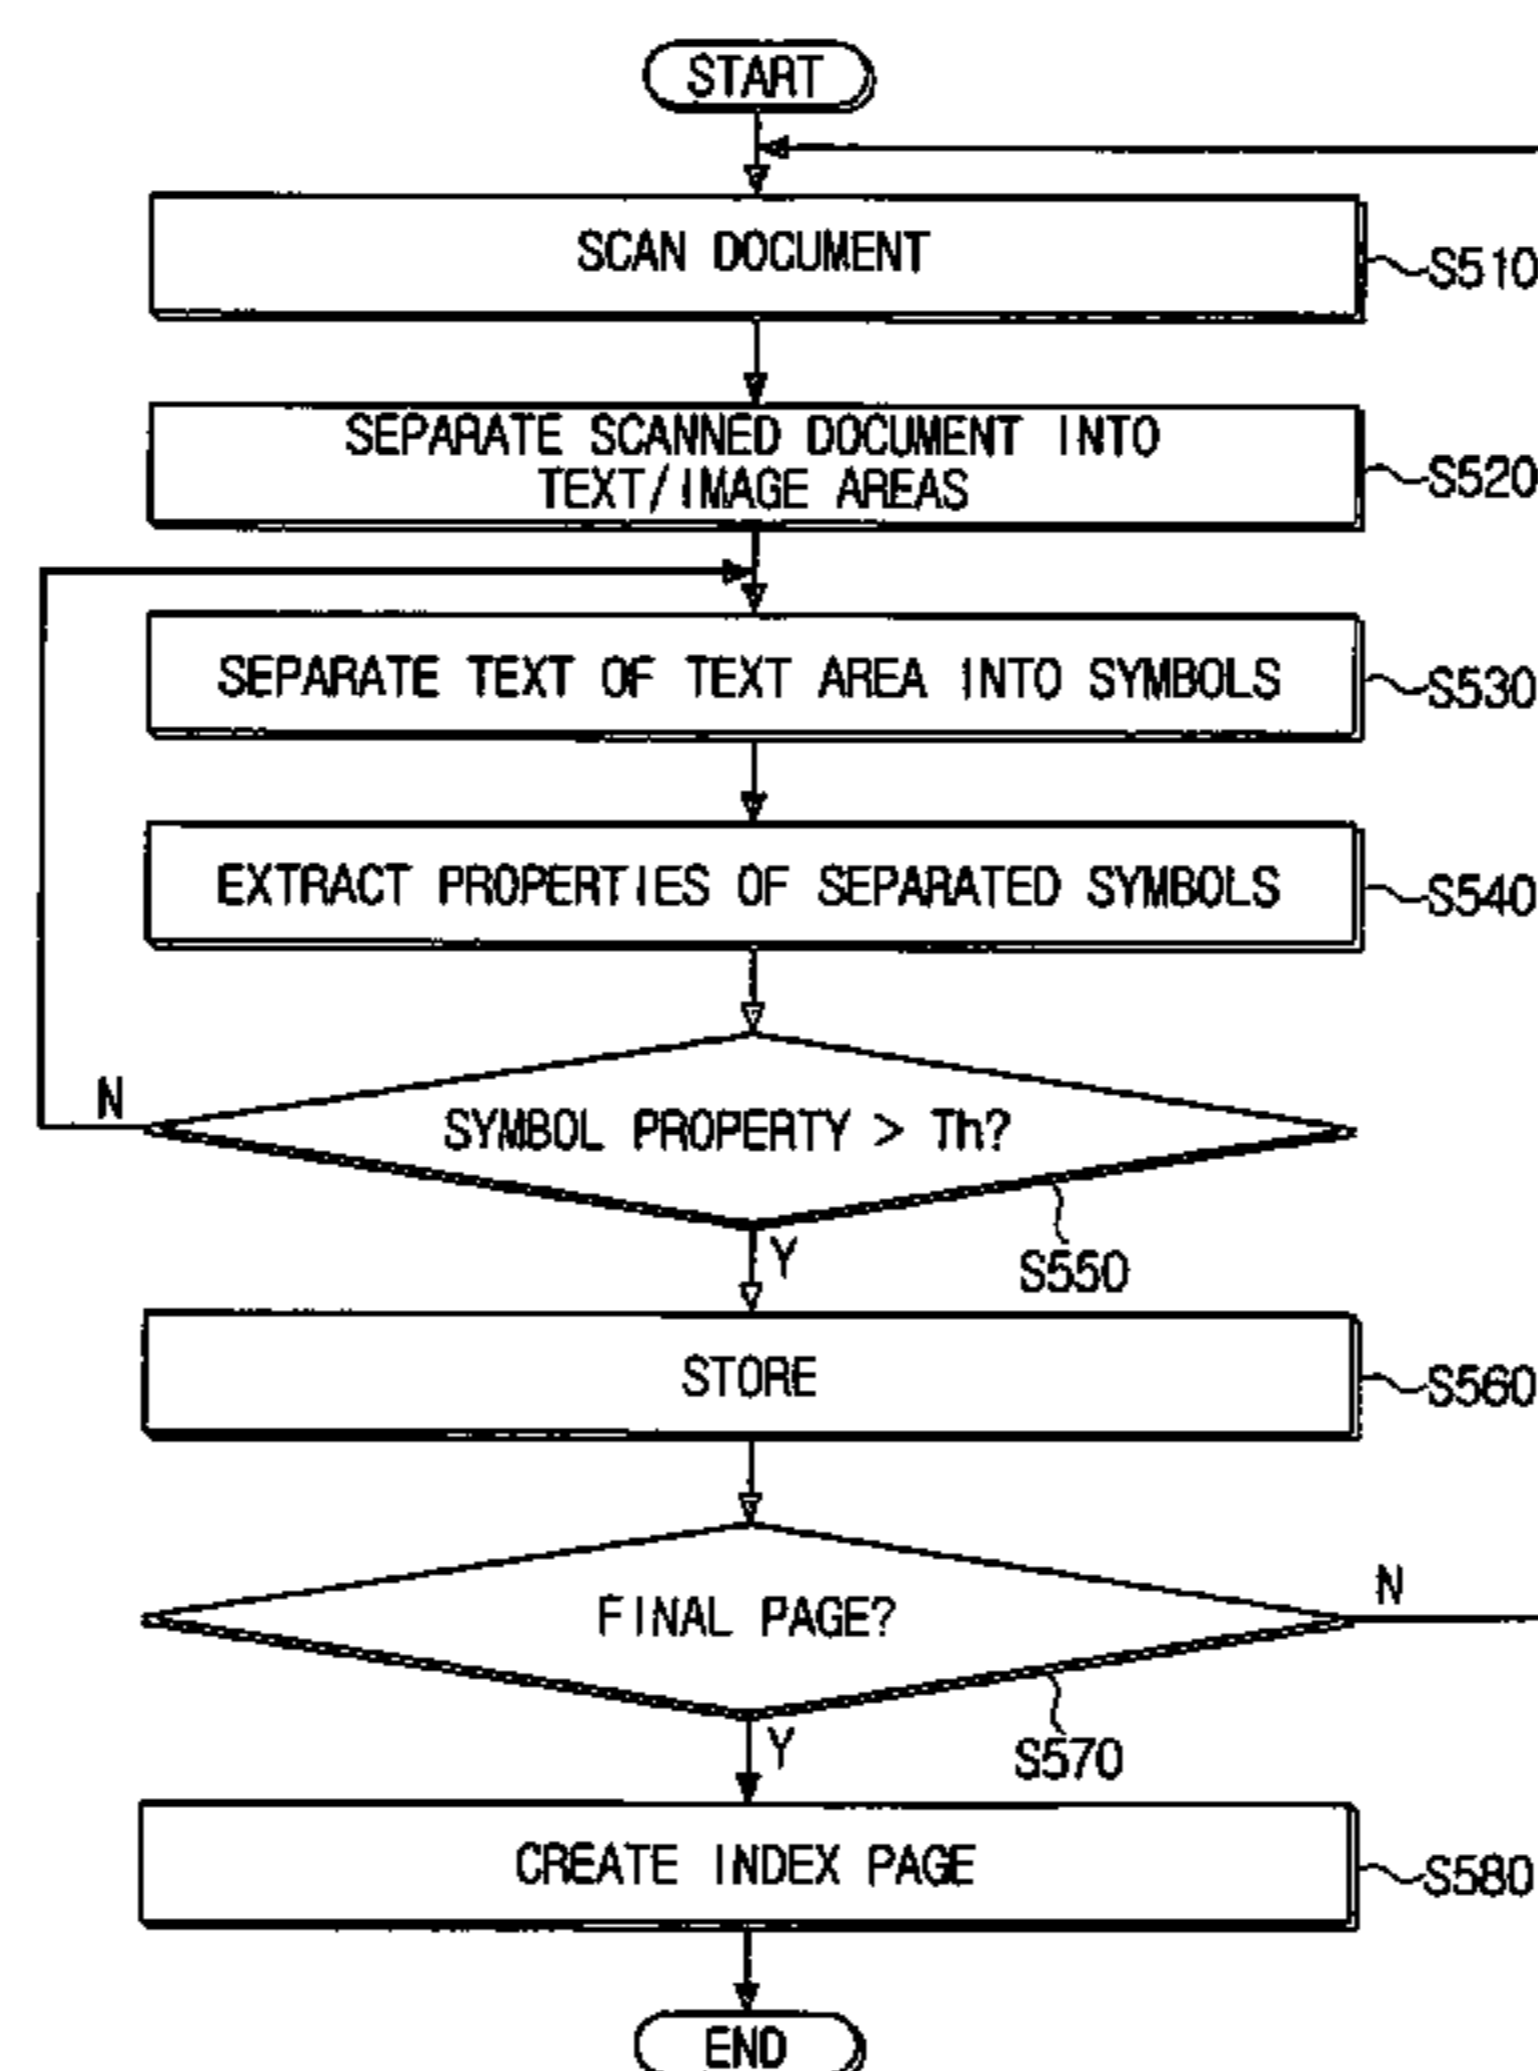 START
SCAN DOCUMENT
S510
SEPARATE SCANNED DOCUMENT INTO
TEXT/IMAGE AREAS
S520
SEPARATE TEXT OF TEXT AREA INTO SYMBOLS
S530
EXTRACT PROPERTIES OF SEPARATED SYMBOLS
S540
N
SYMBOL PROPERTY > Th?
Y
S550
STORE
S560
FINAL PAGE?
N
Y
S570
CREATE INDEX PAGE
S580
END